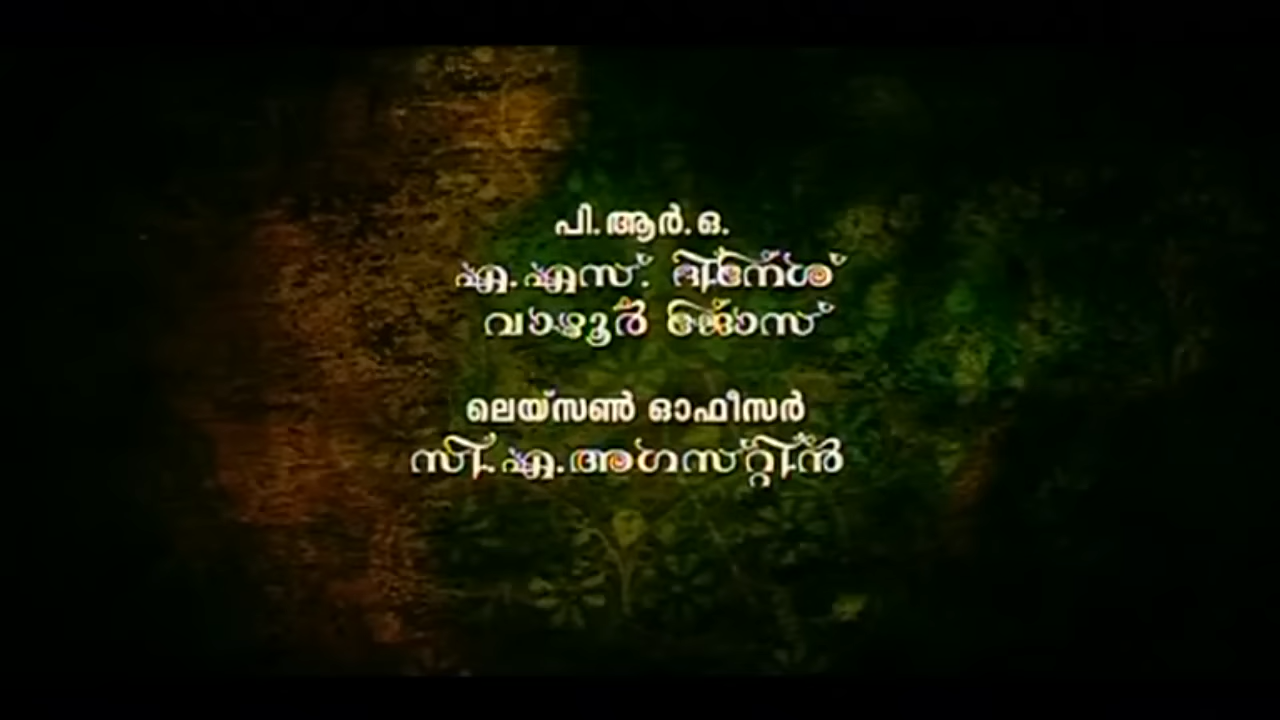 പി.ആർ.ഒ.
ഏ.എസ്. ദിനേശ്
വാഴൂർ ജോസ്
ലെയ്സൺ ഓഫീസർ
സി.ഏ.അഗസ്റ്റിൻ